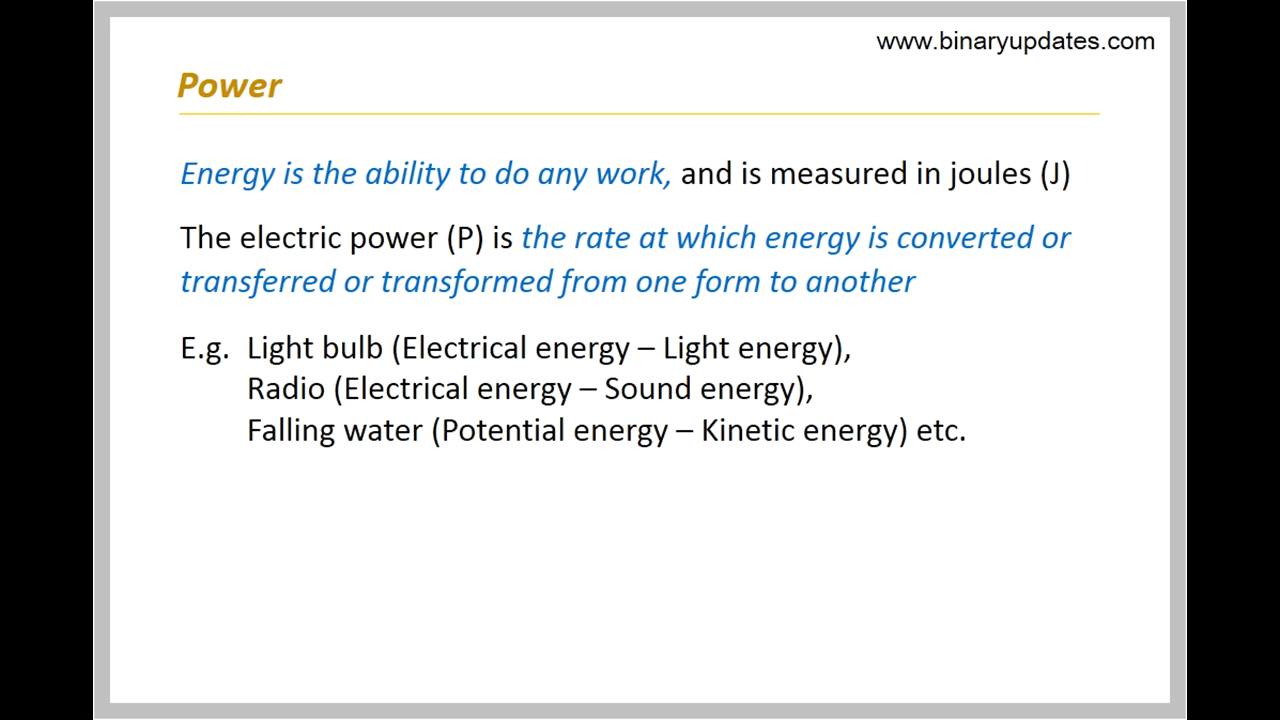 www.binaryupdates.com
Power
Energy is the ability to do any work, and is measured in joules (J)
The electric power (P) is the rate at which energy is converted or
transferred or transformed from one form to another
E.g. Light bulb (Electrical energy – Light energy),
Radio (Electrical energy – Sound energy),
Falling water (Potential energy – Kinetic energy) etc.